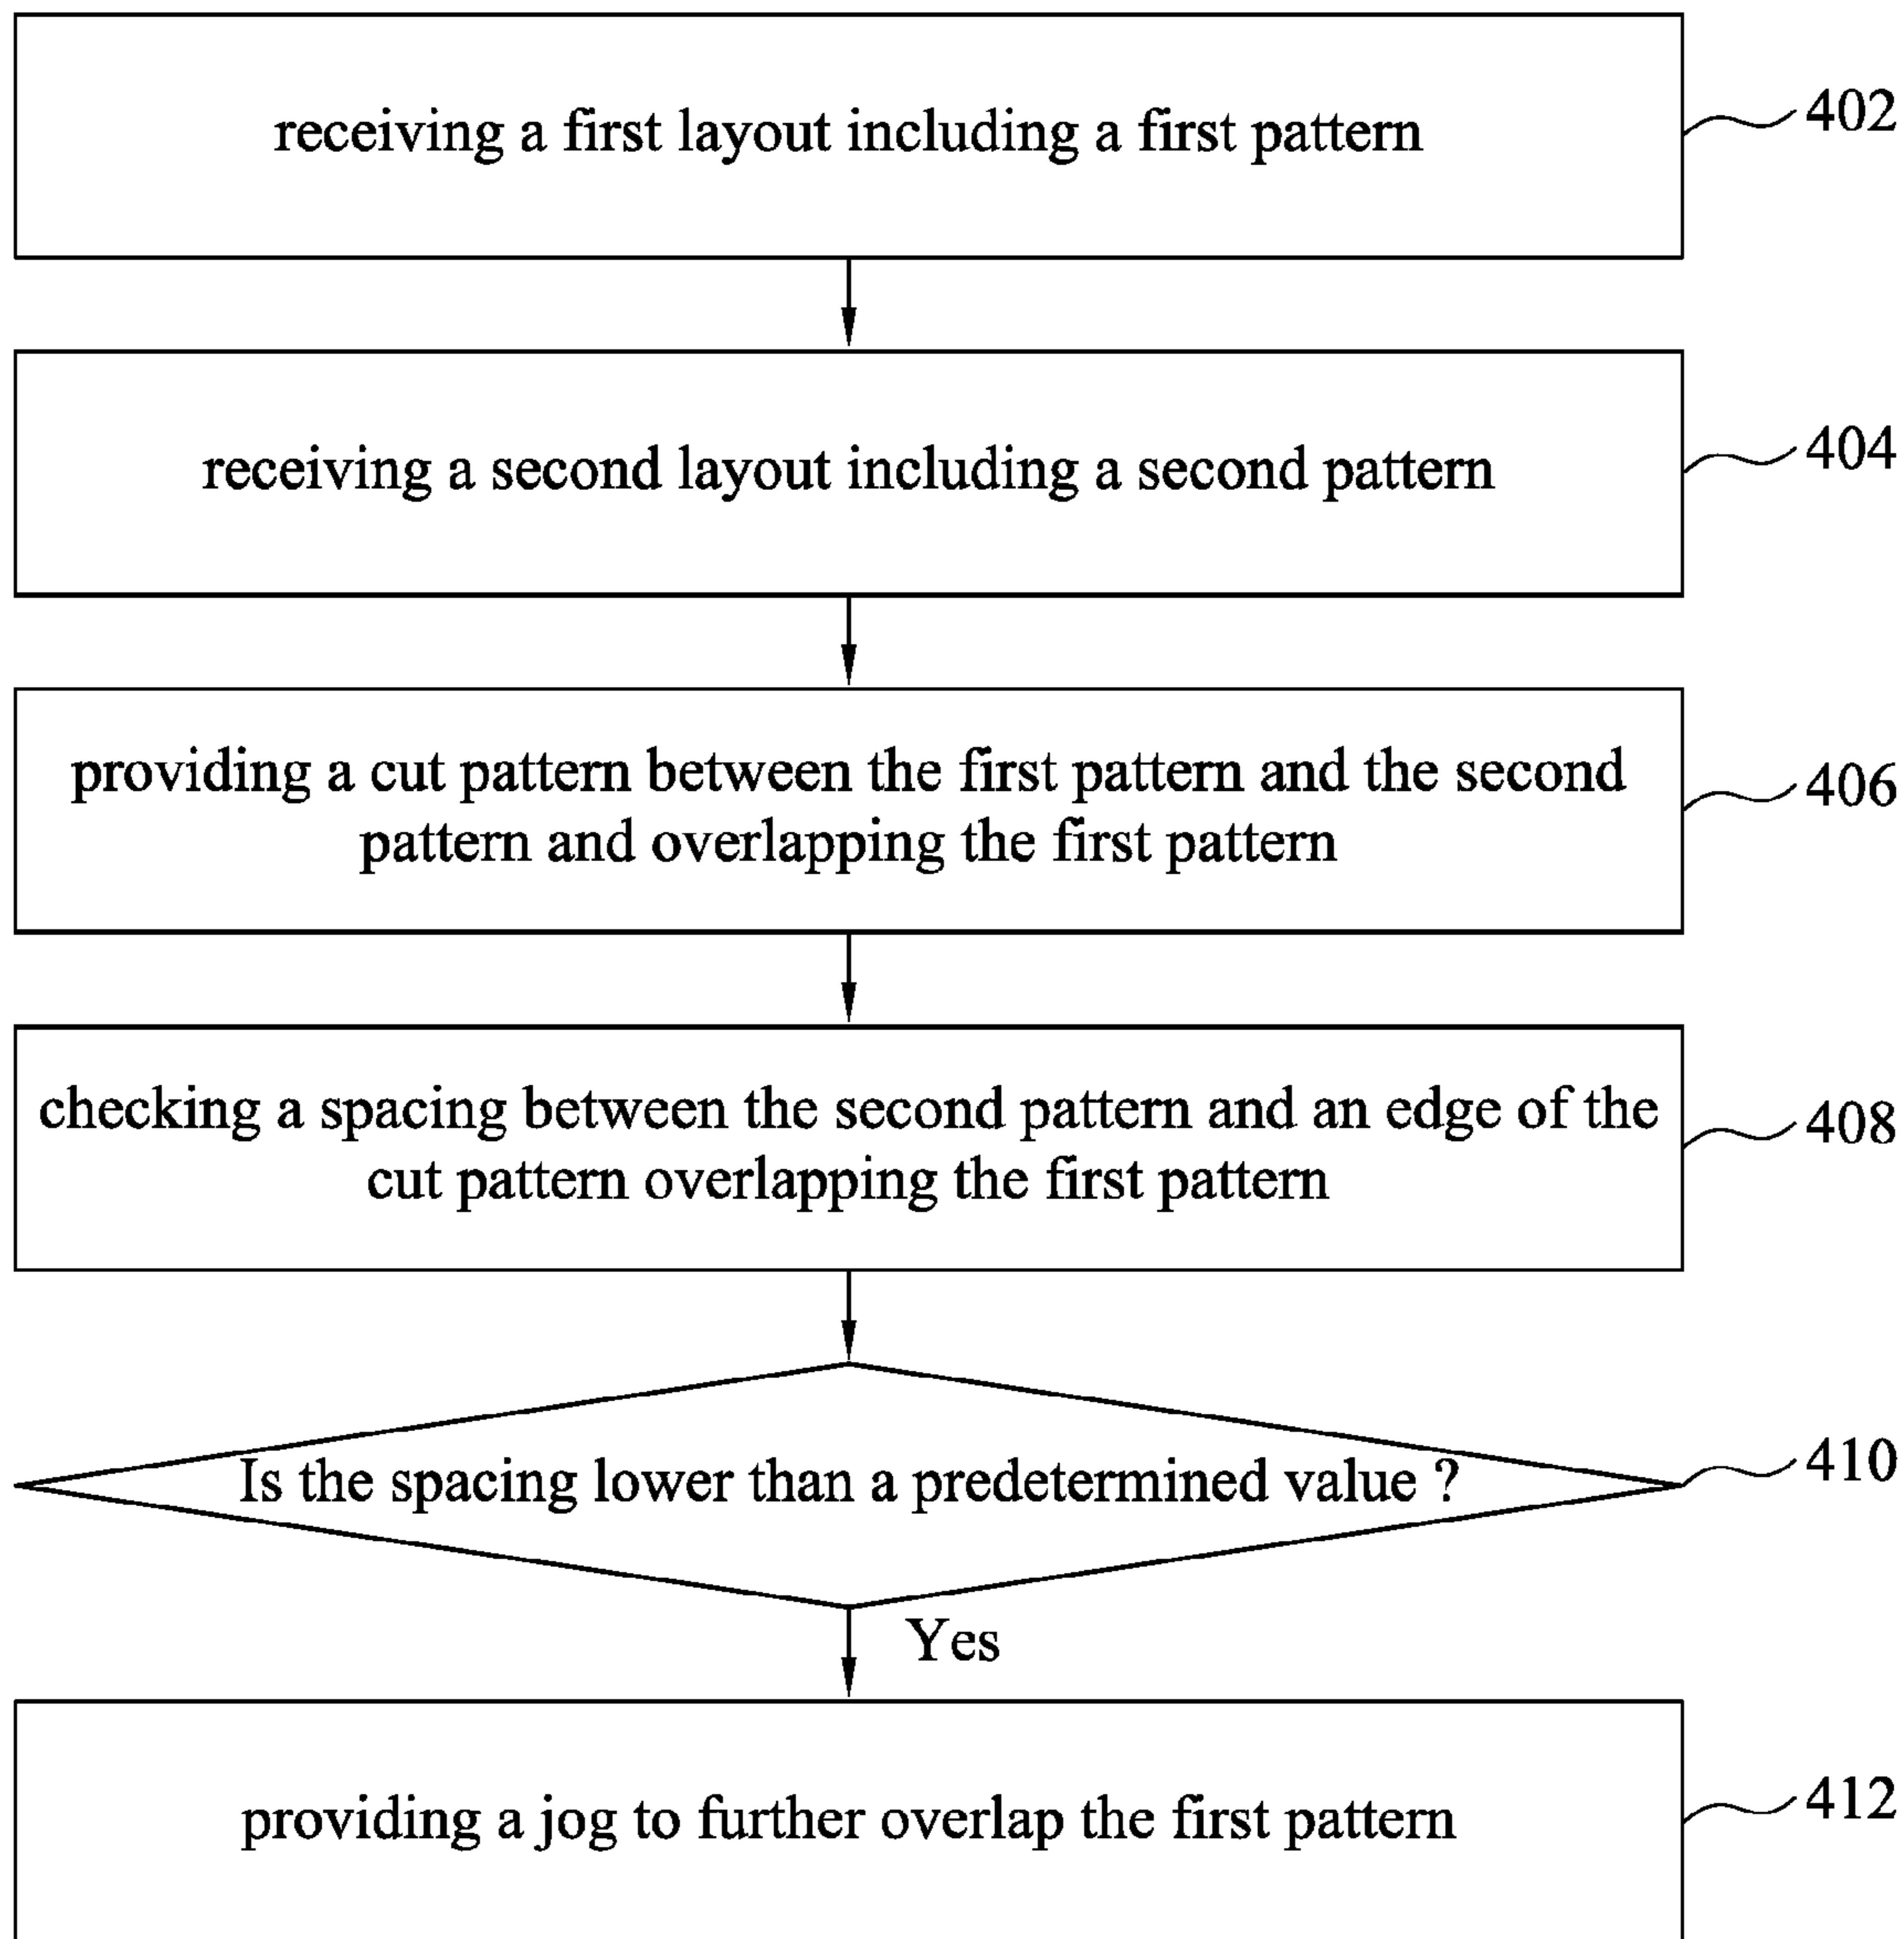 receiving a first layout including a first pattern
402
receiving a second layout including a second pattern
404
providing a cut pattern between the first pattern and the second
pattern and overlapping the first pattern
406
checking a spacing between the second pattern and an edge of the
cut pattern overlapping the first pattern
408
Is the spacing lower than a predetermined value ?
410
Yes
providing a jog to further overlap the first pattern
412